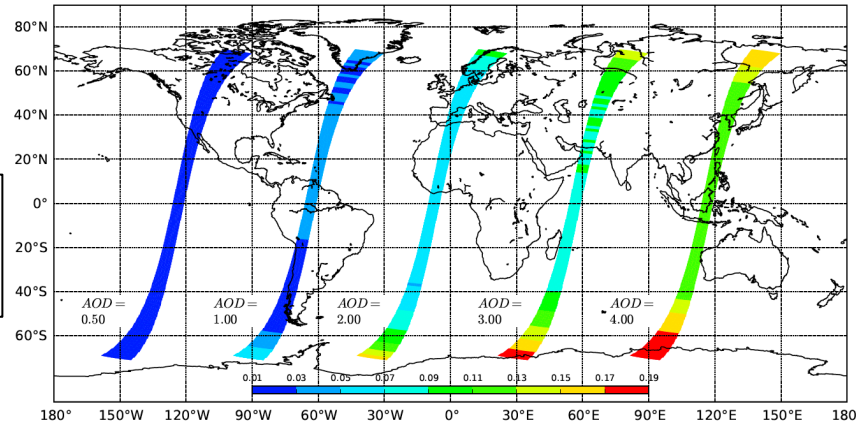 80°N
60°N
40°N
20°N
0°
20°S
40°S
60°S
AOD = AOD = AOD = AOD = AOD =
0.50 1.00 2.00 3.00 4.00
0.01 0.03 0.05 0.07 0.09 0.11 0.13 0.15 0.17 0.19
180° 150°W 120°W 90°W 60°W 30°W 0° 30°E 60°E 90°E 120°E 150°E 180